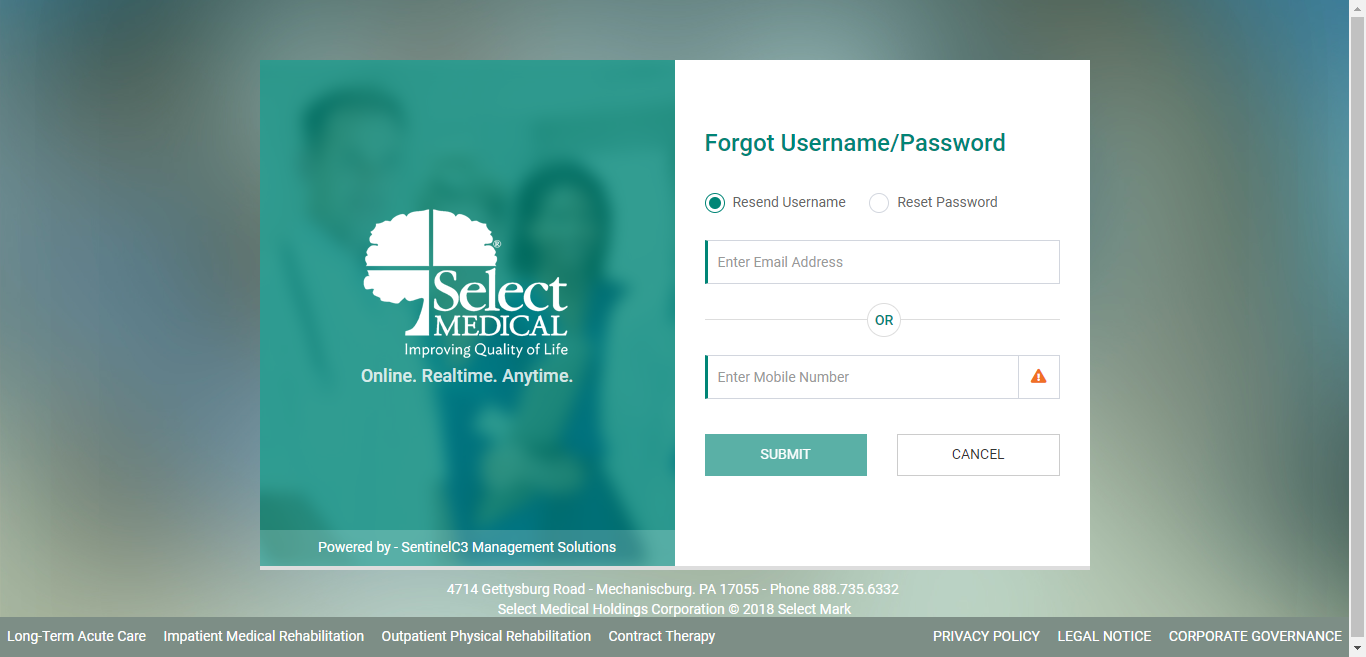 Forgot Username/Password
Resend Username Reset Password
Enter Email Address
OR
Enter Mobile Number
SUBMIT CANCEL
Select®
MEDICAL
Improving Quality of Life
Online. Realtime. Anytime.
Powered by - SentinelC3 Management Solutions
4714 Gettysburg Road - Mechaniscburg. PA 17055 - Phone 888.735.6332
Select Medical Holdings Corporation © 2018 Select Mark
Long-Term Acute Care Impatient Medical Rehabilitation Outpatient Physical Rehabilitation Contract Therapy PRIVACY POLICY LEGAL NOTICE CORPORATE GOVERNANCE